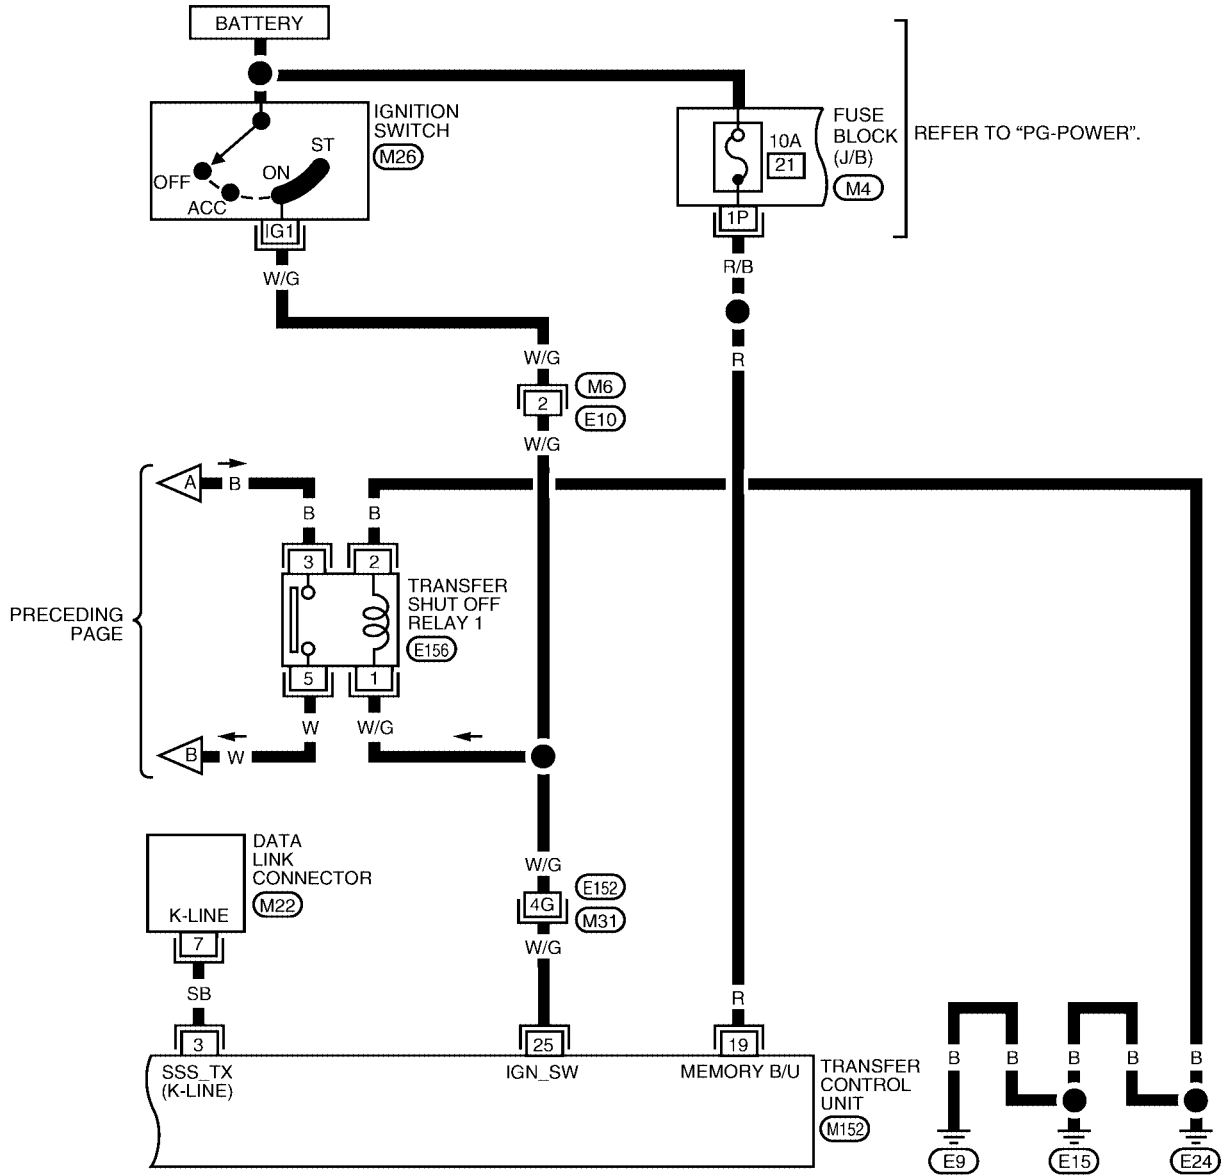 BATTERY
IGNITION
SWITCH
M26
ST
ON
OFF
ACC
IG1
W/G
10A
21
FUSE
BLOCK
(J/B)
M4
REFER TO “PG-POWER”.
1P
R/B
R
W/G
2
M6
E10
W/G
PRECEDING
PAGE
A
B
B
B
3
2
TRANSFER
SHUT OFF
RELAY 1
E156
5
1
W
W/G
B
W
DATA
LINK
CONNECTOR
M22
K-LINE
7
SB
3
SSS_TX
(K-LINE)
W/G
4G
E152
M31
W/G
25
IGN_SW
R
19
MEMORY B/U
TRANSFER
CONTROL
UNIT
M152
B
B
B
B
B
E9
E15
E24